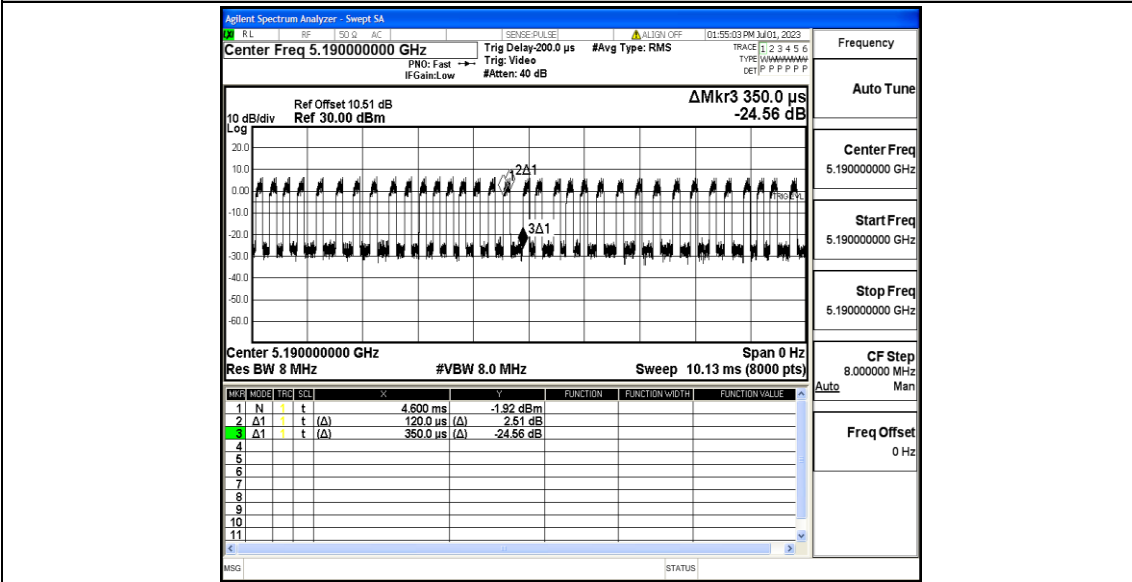 Agilent Spectrum Analyzer - Swept SA
RL RF 50 Ω AC SENSE:PULSE ALIGN OFF 01:55:03 PM Jul 01, 2023
Center Freq 5.190000000 GHz
PNO: Fast
IFGain:Low
Trig Delay-200.0 µs #Avg Type: RMS
Trig: Video
#Atten: 40 dB
TRACE 1 2 3 4 5 6
TYPE
DET P P P P P P
Ref Offset 10.51 dB
10 dB/div Ref 30.00 dBm
Log
ΔMkr3 350.0 µs
-24.56 dB
20.0
10.0
0.00
-10.0
-20.0
-30.0
-40.0
-50.0
-60.0
2Δ1
3Δ1
TRIG LVL
Center 5.190000000 GHz Span 0 Hz
Res BW 8 MHz #VBW 8.0 MHz Sweep 10.13 ms (8000 pts)
MKR MODE TRC SCL X Y FUNCTION FUNCTION WIDTH FUNCTION VALUE
1 N t 4.600 ms -1.92 dBm
2 Δ1 t (Δ) 120.0 µs (Δ) 2.51 dB
3 Δ1 t (Δ) 350.0 µs (Δ) -24.56 dB
4
5
6
7
8
9
10
11
MSG STATUS
Frequency
Auto Tune
Center Freq
5.190000000 GHz
Start Freq
5.190000000 GHz
Stop Freq
5.190000000 GHz
CF Step
8.000000 MHz
Auto Man
Freq Offset
0 Hz